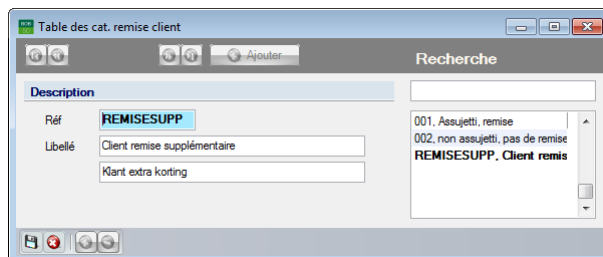 Table des cat. remise client
Ajouter
Recherche
Description
Réf REMISESUPP
Libellé Client remise supplémentaire
Klant extra korting
001, Assujetti, remise
002, non assujetti, pas de remise
REMISESUPP, Client remis